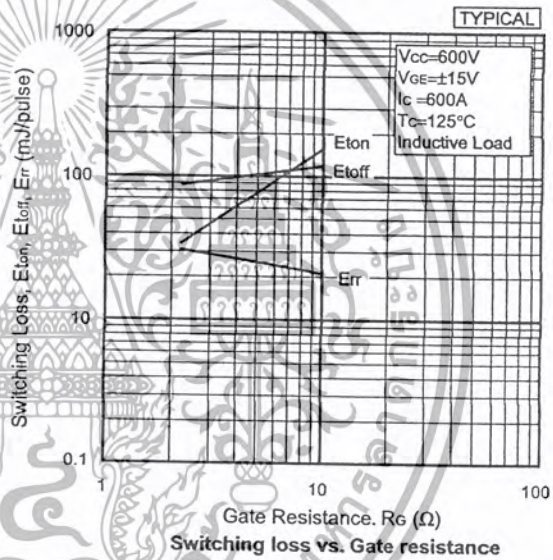 TYPICAL
1000
100
10
0.1
Switching Loss, Eton, Etoff, Err (mJ/pulse)
Vcc=600V
VGE=±15V
Ic =600A
Tc=125°C
Inductive Load
Eton
Etoff
Err
1
10
100
Gate Resistance. RG (Ω)
Switching loss vs. Gate resistance